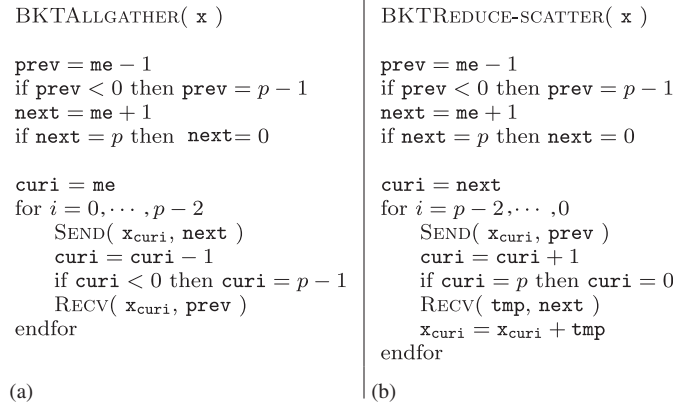 BKTALLGATHER( x )
prev = me − 1
if prev < 0 then prev = p − 1
next = me + 1
if next = p then next= 0
curi = me
for i = 0, · · · , p − 2
SEND( x_curi, next )
curi = curi − 1
if curi < 0 then curi = p − 1
RECV( x_curi, prev )
endfor
(a)
BKTREDUCE-SCATTER( x )
prev = me − 1
if prev < 0 then prev = p − 1
next = me + 1
if next = p then next = 0
curi = next
for i = p − 2, · · · , 0
SEND( x_curi, prev )
curi = curi + 1
if curi = p then curi = 0
RECV( tmp, next )
x_curi = x_curi + tmp
endfor
(b)